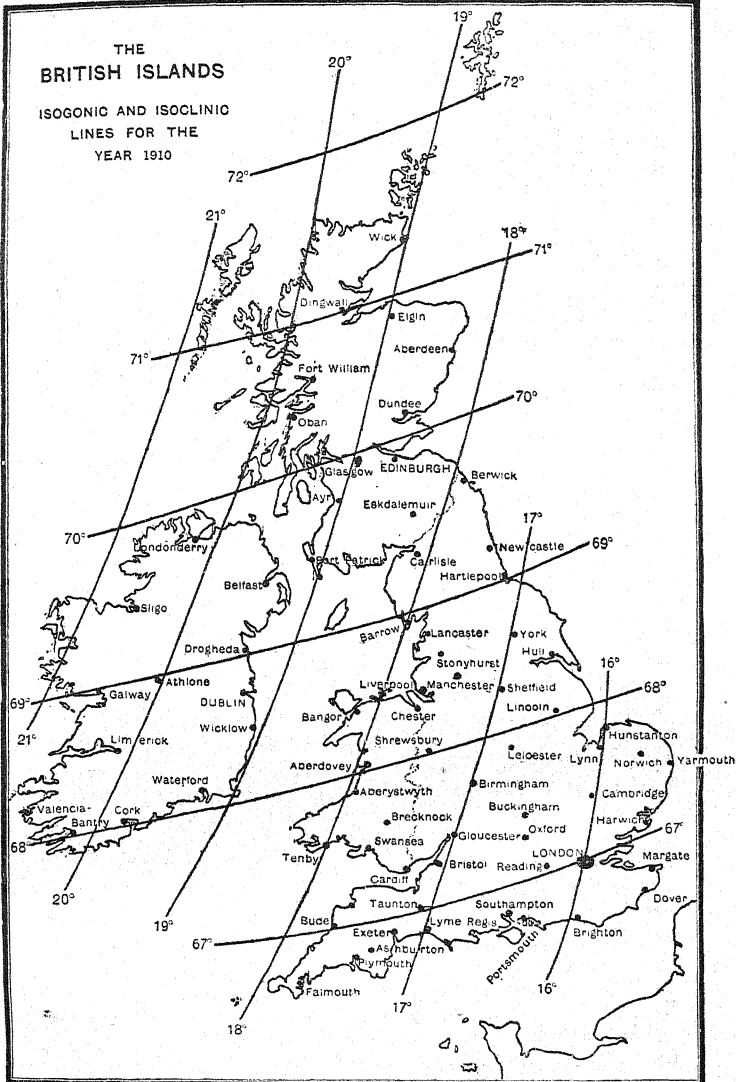 THE
BRITISH ISLANDS
ISOGONIC AND ISOCLINIC
LINES FOR THE
YEAR 1910
19°
20°
72°
72°
21°
18°
Wick
71°
Dingwall
Elgin
71°
Aberdeen
Fort William
70°
Dundee
Oban
Glasgow
EDINBURGH
Berwick
Ayr
Eskdalemuir
17°
70°
Londonderry
Newcastle
69°
Port Patrick
Carlisle
Hartlepool
Belfast
Sligo
Barrow
Lancaster
York
Drogheda
Hull
Stonyhurst
16°
Athlone
Liverpool
Manchester
Sheffield
68°
69°
Galway
DUBLIN
Lincoln
Bangor
Chester
Wicklow
Hunstanton
21°
Limerick
Shrewsbury
Leicester
Lynn
Norwich
Yarmouth
Aberdovey
Waterford
Aberystwyth
Birmingham
Cambridge
Valencia
Cork
Buckingham
Harwich
Bantry
Brecknock
67°
68°
Gloucester
Oxford
Swansea
LONDON
Tenby
Bristol
Reading
Margate
Cardiff
20°
Taunton
Southampton
Dover
19°
Bude
Lyme Regis
Exeter
Brighton
67°
Ashburton
Portsmouth
Plymouth
16°
Falmouth
17°
18°